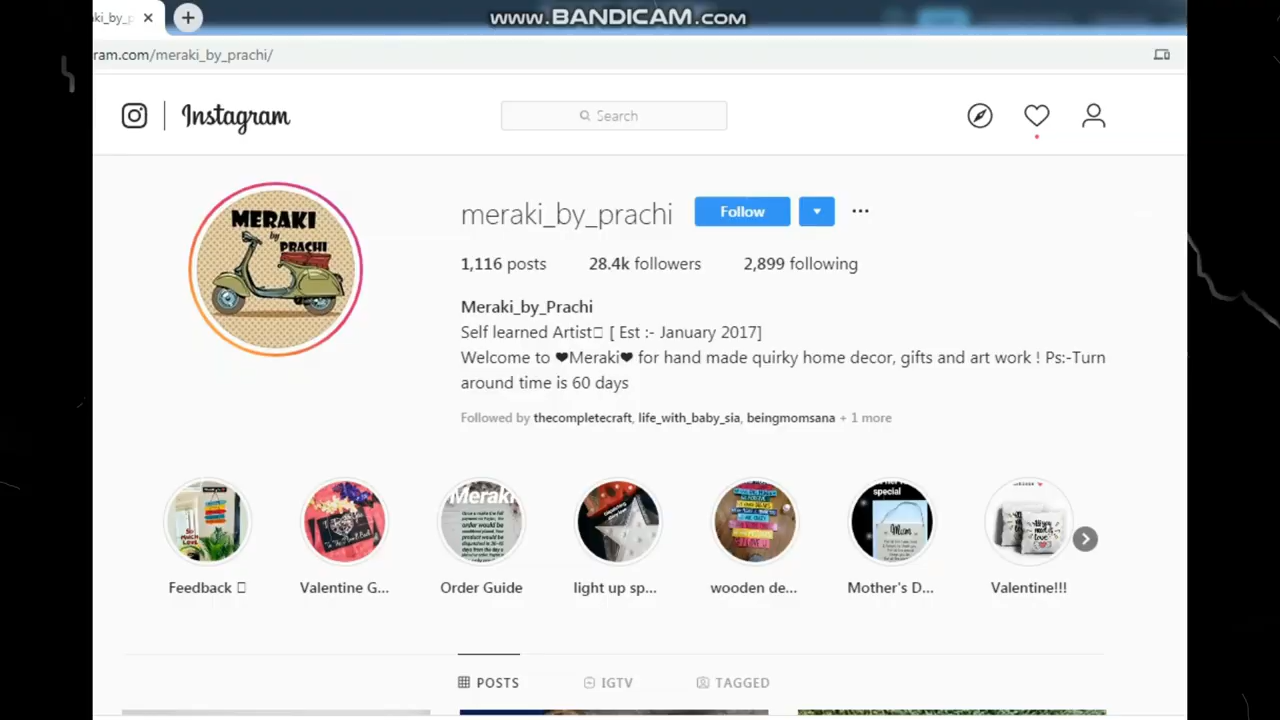 www.BANDICAM.com
ram.com/meraki_by_prachi/
Instagram
Search
MERAKI
by
PRACHI
meraki_by_prachi
Follow
1,116 posts 28.4k followers 2,899 following
Meraki_by_Prachi
Self learned Artist [ Est :- January 2017]
Welcome to ❤Meraki❤ for hand made quirky home decor, gifts and art work ! Ps:-Turn
around time is 60 days
Followed by thecompletecraft, life_with_baby_sia, beingmomsana + 1 more
Meraki
special
Feedback
Valentine G...
Order Guide
light up sp...
wooden de...
Mother's D...
Valentine!!!
POSTS
IGTV
TAGGED